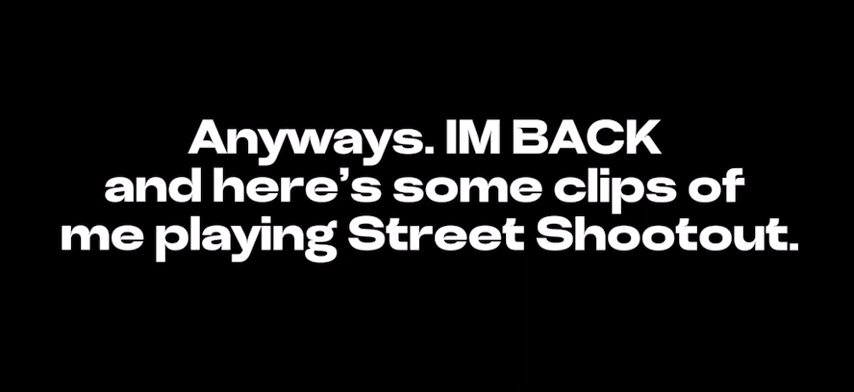 Anyways. IM BACK
and here’s some clips of
me playing Street Shootout.